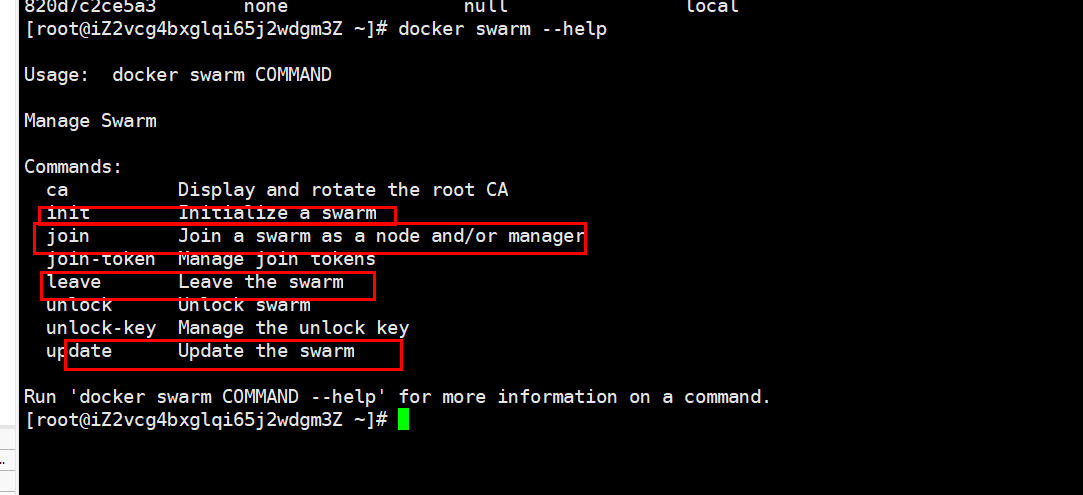 820d7c2ce5a3        none                null                local
[root@iZ2vcg4bxglqi65j2wdgm3Z ~]# docker swarm --help
Usage:  docker swarm COMMAND
Manage Swarm
Commands:
  ca          Display and rotate the root CA
  init        Initialize a swarm
  join        Join a swarm as a node and/or manager
  join-token  Manage join tokens
  leave       Leave the swarm
  unlock      Unlock swarm
  unlock-key  Manage the unlock key
  update      Update the swarm
Run 'docker swarm COMMAND --help' for more information on a command.
[root@iZ2vcg4bxglqi65j2wdgm3Z ~]#